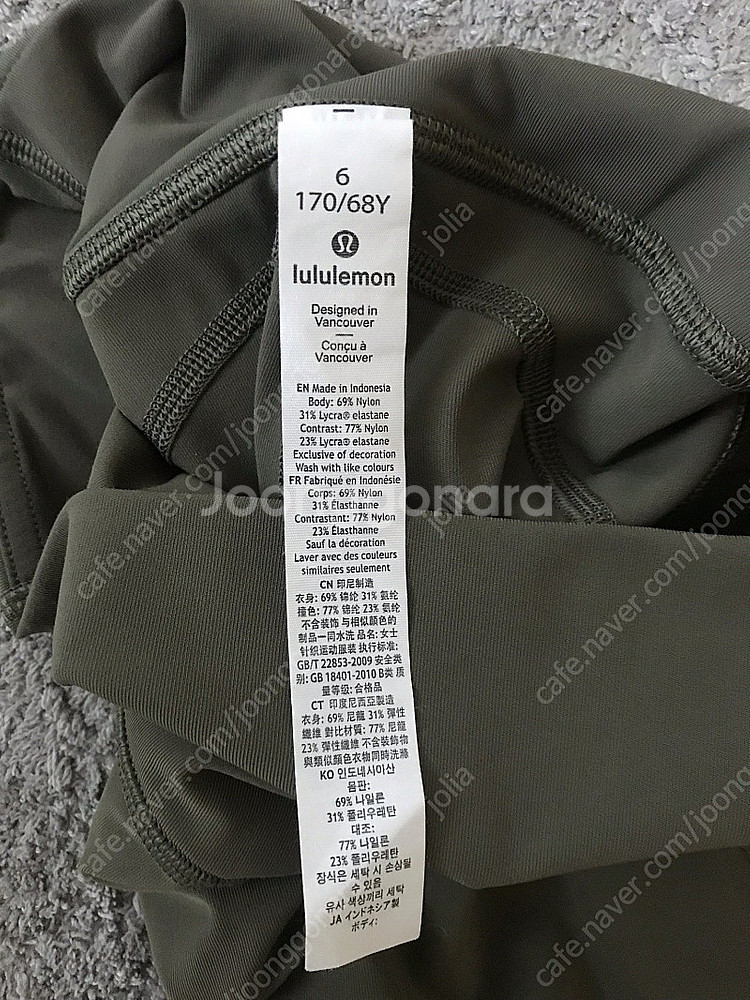 6
170/68Y
lululemon
Designed in
Vancouver
Conçu à
Vancouver
EN Made in Indonesia
Body: 69% Nylon
31% Lycra® elastane
Contrast: 77% Nylon
23% Lycra® elastane
Exclusive of decoration
Wash with like colours
FR Fabriqué en Indonésie
Corps: 69% Nylon
31% Élasthanne
Contrastant: 77% Nylon
23% Élasthanne
Sauf la décoration
Laver avec des couleurs
similaires seulement
CN 印尼制造
衣身: 69% 锦纶 31% 氨纶
撞色: 77% 锦纶 23% 氨纶
不含装饰 与相似颜色的
制品一同水洗 品名: 女士
针织运动服装 执行标准:
GB/T 22853-2009 安全类
别: GB 18401-2010 B类 质
量等级: 合格品
CT 印度尼西亞製造
衣身: 69% 尼龍 31% 彈性
纖維 對比材質: 77% 尼龍
23% 彈性纖維 不含裝飾物
與類似顏色衣物同時洗滌
KO 인도네시아산
몸판:
69% 나일론
31% 폴리우레탄
대조:
77% 나일론
23% 폴리우레탄
장식은 세탁 시 손상될
수 있음
유사 색상끼리 세탁
JA インドネシア製
ボディ:
Joonggonara
cafe.naver.com/joonggonara
jolia